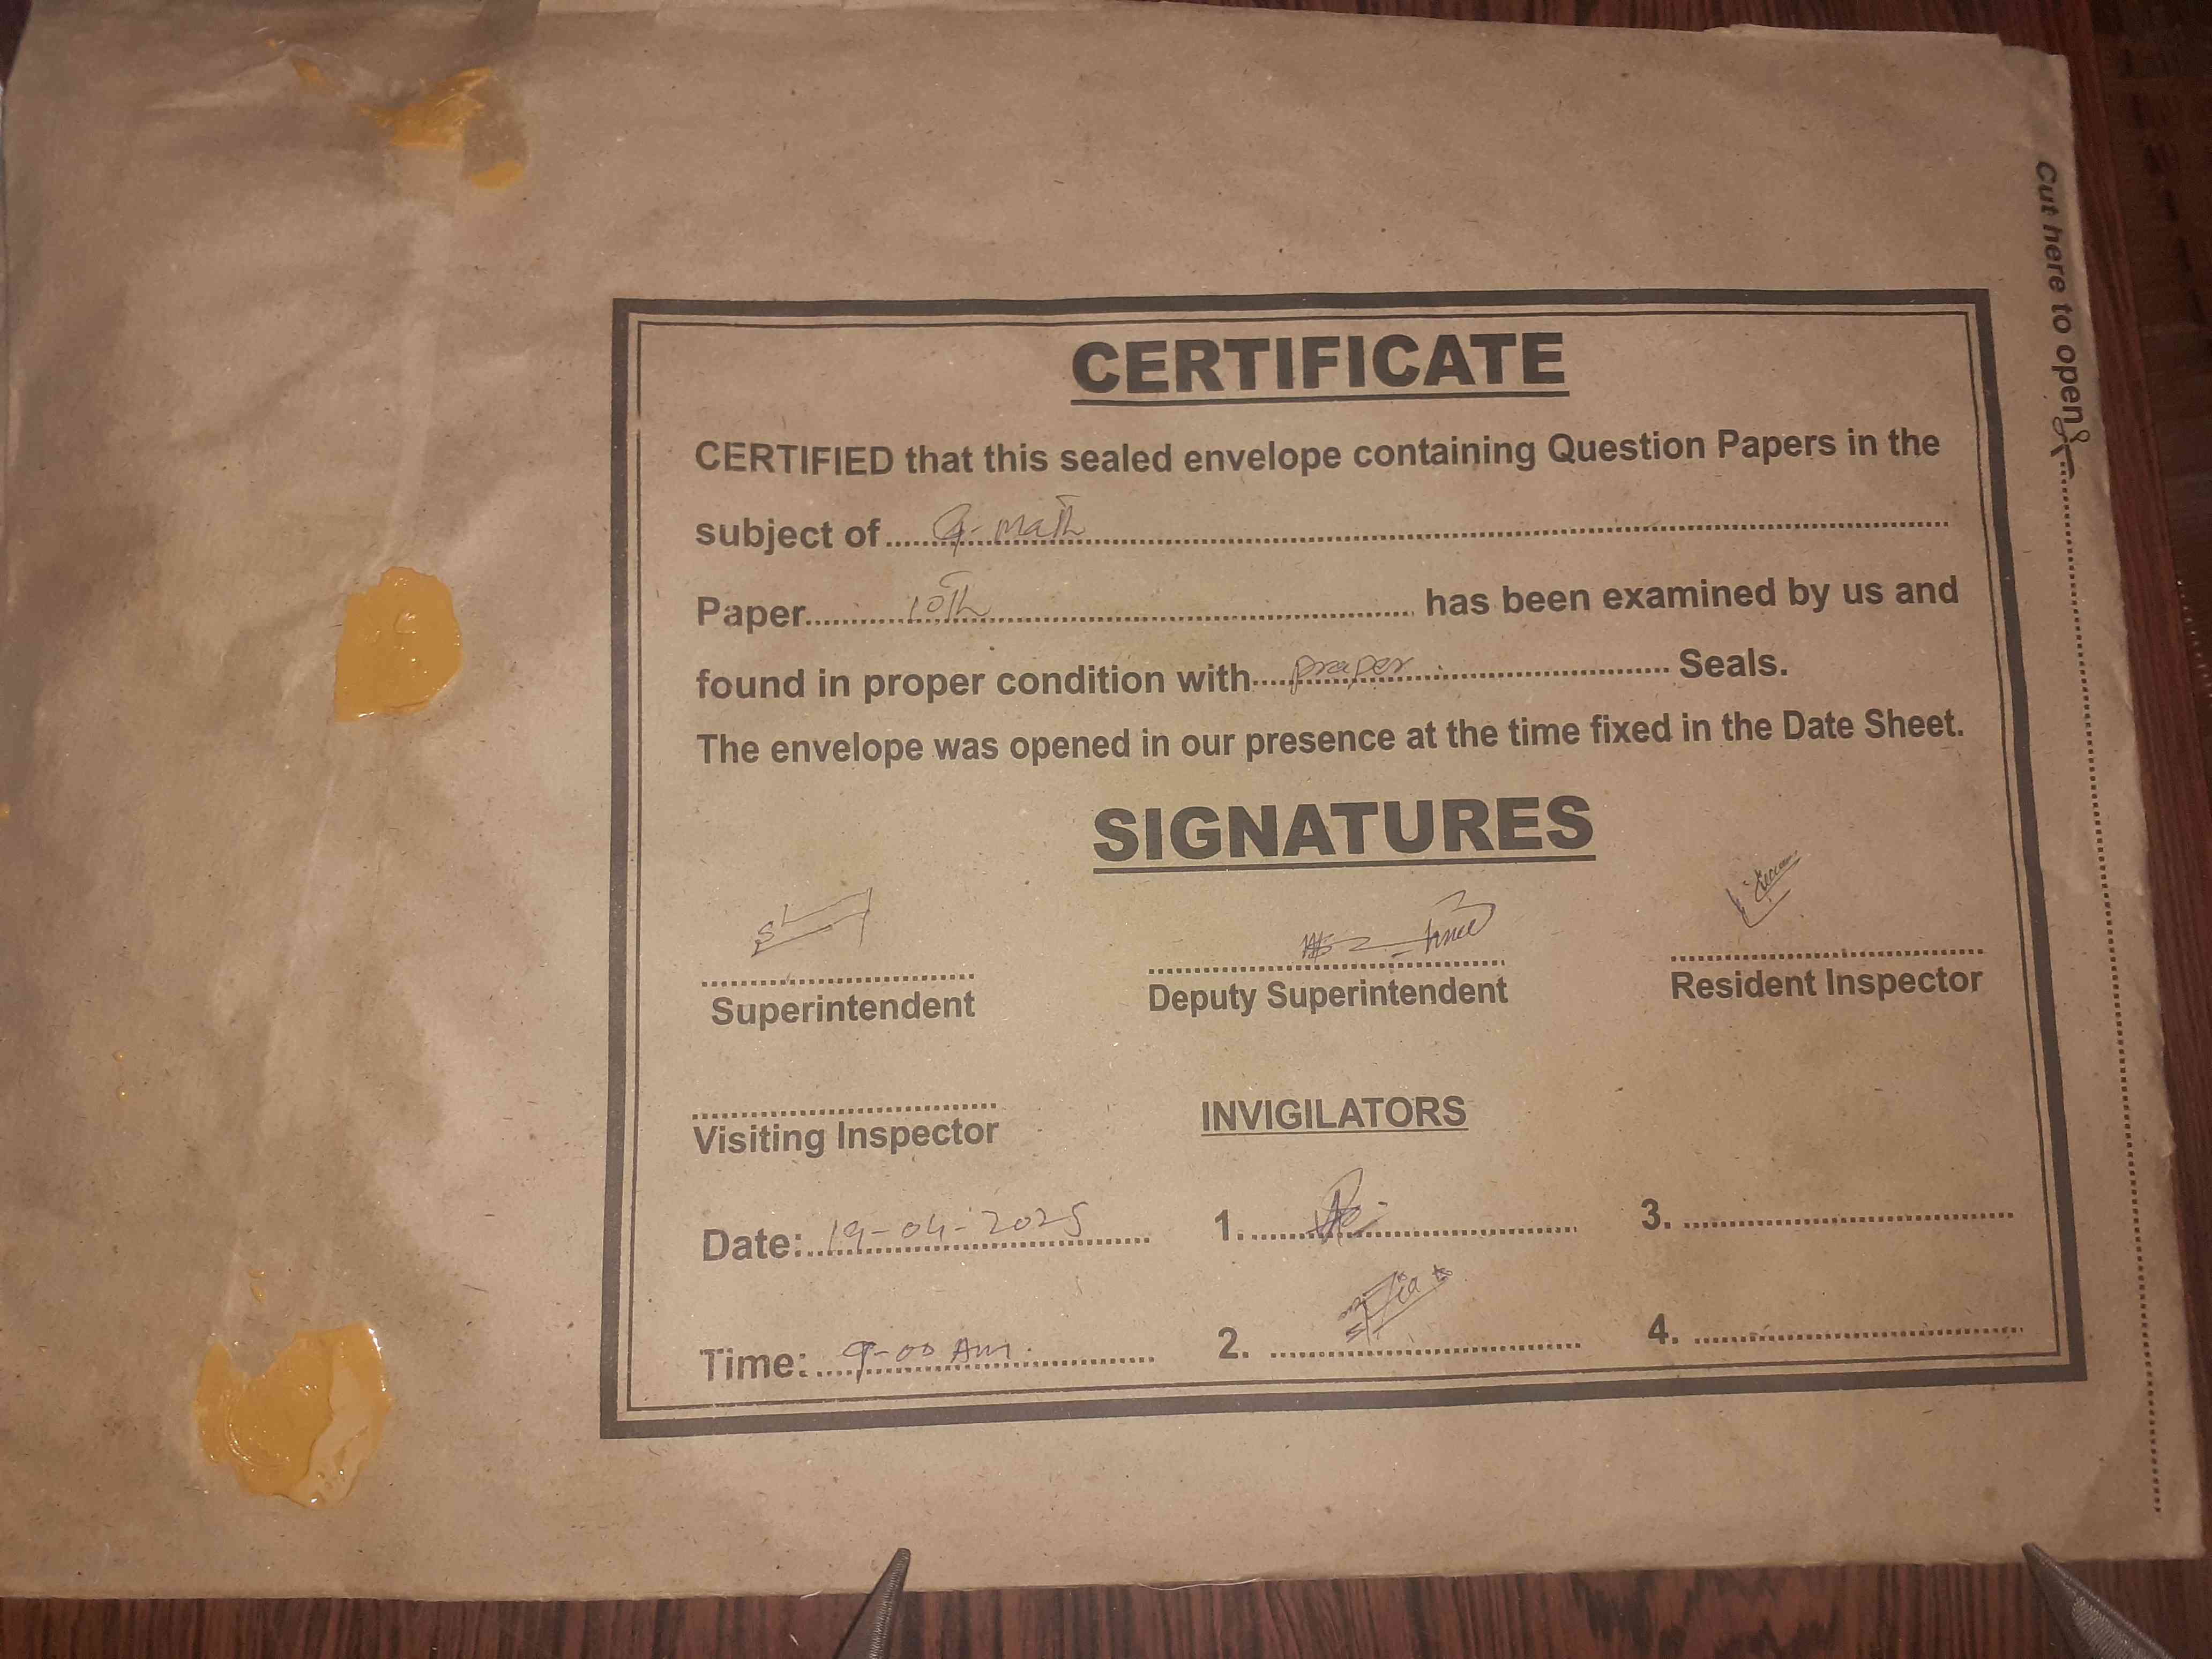 Cut here to open
CERTIFICATE
CERTIFIED that this sealed envelope containing Question Papers in the
subject of G-math
Paper 10th has been examined by us and
found in proper condition with proper Seals.
The envelope was opened in our presence at the time fixed in the Date Sheet.
SIGNATURES
Superintendent Deputy Superintendent Resident Inspector
Visiting Inspector INVIGILATORS
Date: 19-04-2025 1. 3.
Time: 9-00 Am. 2. 4.